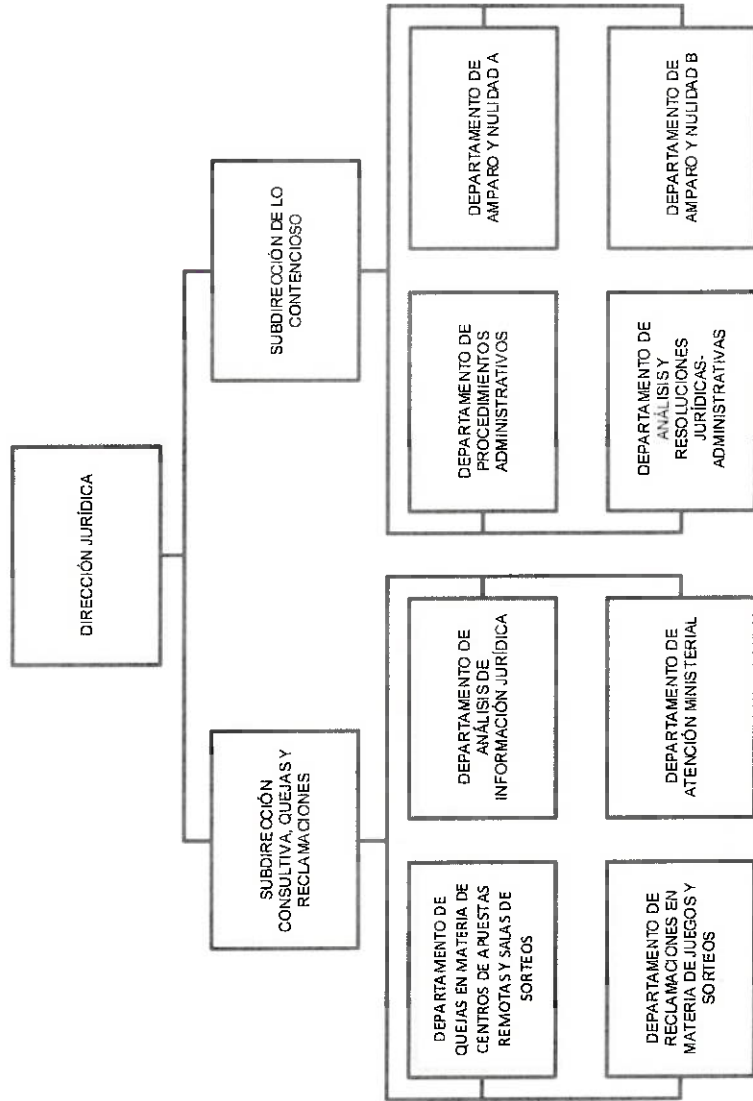 DIRECCIÓN JURÍDICA
SUBDIRECCIÓN
CONSULTIVA, QUEJAS Y
RECLAMACIONES
SUBDIRECCIÓN DE LO
CONTENCIOSO
DEPARTAMENTO DE
QUEJAS EN MATERIA DE
CENTROS DE APUESTAS
REMOTAS Y SALAS DE
SORTEOS
DEPARTAMENTO DE
ANÁLISIS DE
INFORMACIÓN JURÍDICA
DEPARTAMENTO DE
PROCEDIMIENTOS
ADMINISTRATIVOS
DEPARTAMENTO DE
AMPARO Y NULIDAD A
DEPARTAMENTO DE
RECLAMACIONES EN
MATERIA DE JUEGOS Y
SORTEOS
DEPARTAMENTO DE
ATENCIÓN MINISTERIAL
DEPARTAMENTO DE
ANÁLISIS Y
RESOLUCIONES
JURÍDICAS-
ADMINISTRATIVAS
DEPARTAMENTO DE
AMPARO Y NULIDAD B